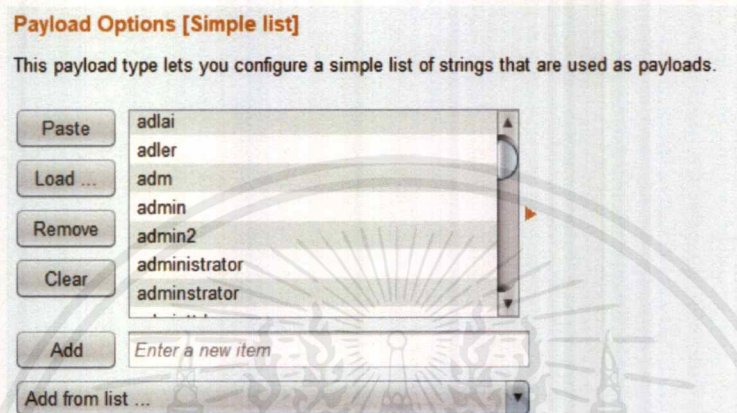 Payload Options [Simple list]
This payload type lets you configure a simple list of strings that are used as payloads.
Paste
Load ...
Remove
Clear
adlai
adler
adm
admin
admin2
administrator
adminstrator
Add
Enter a new item
Add from list ...